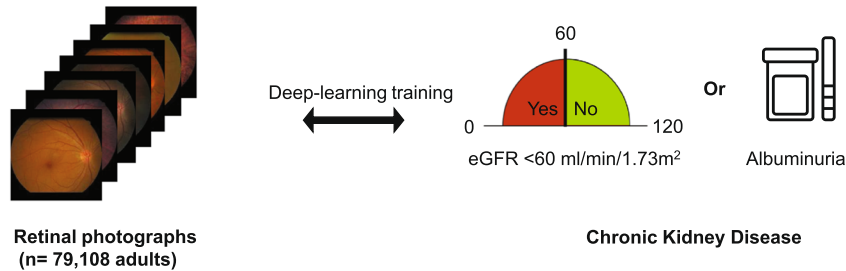 60
Deep-learning training
Yes No
Or
0
120
eGFR <60 ml/min/1.73m²
Albuminuria
Retinal photographs
(n= 79,108 adults)
Chronic Kidney Disease